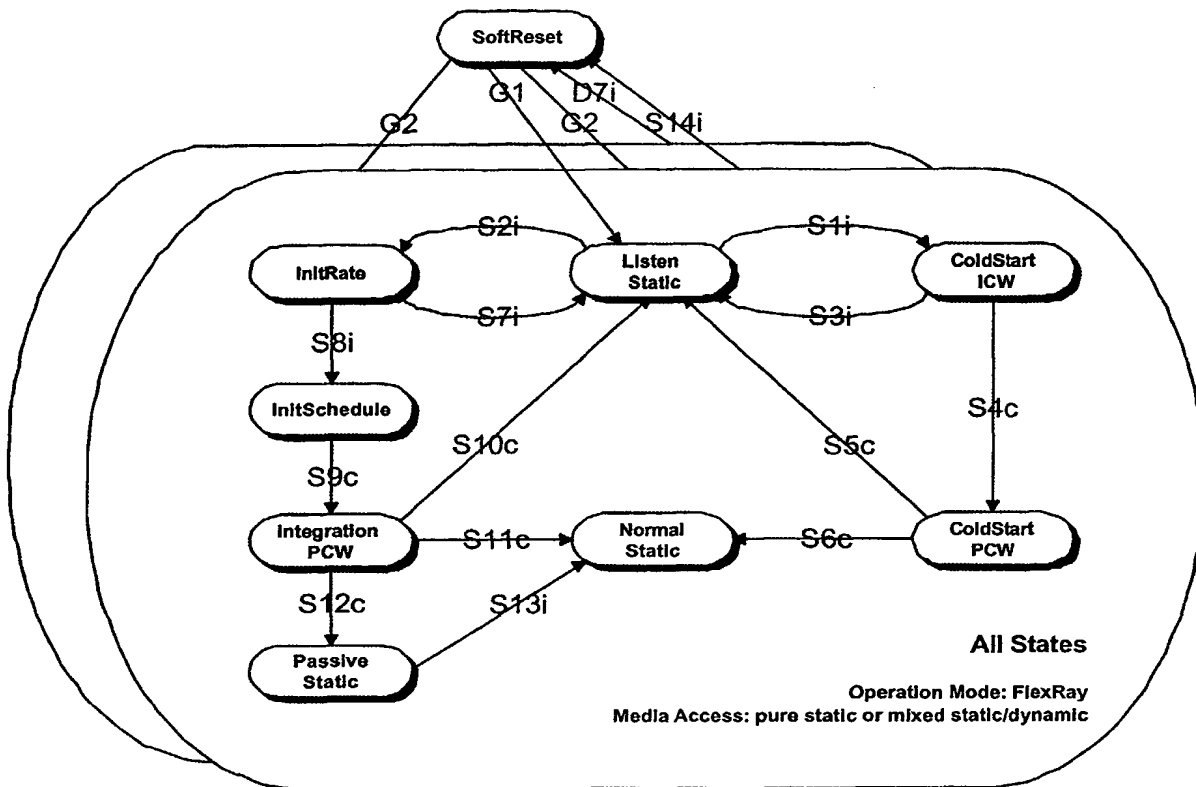 SoftReset
G1
D7i
G2
G2
S14i
S2i
S1i
InitRate
Listen
Static
ColdStart
ICW
S7i
S3i
S8i
InitSchedule
S4c
S10c
S5c
S9c
Integration
PCW
S11c
Normal
Static
S6c
ColdStart
PCW
S12c
S13i
Passive
Static
All States
Operation Mode: FlexRay
Media Access: pure static or mixed static/dynamic